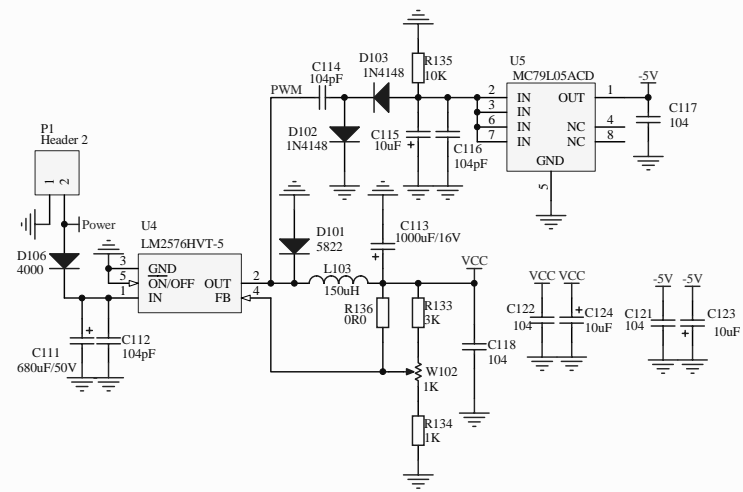 D103
1N4148
C114
104pF
PWM
R135
10K
U5
MC79L05ACD
2
3
6
7
IN
IN
IN
IN
OUT
NC
NC
GND
1
4
8
5
-5V
C117
104
D102
1N4148
C115
10uF
C116
104pF
P1
Header 2
1
2
Power
U4
LM2576HVT-5
D106
4000
3
5
1
GND
ON/OFF
IN
OUT
FB
2
4
D101
5822
C113
1000uF/16V
L103
150uH
VCC
R136
0R0
R133
3K
C118
104
W102
1K
R134
1K
C111
680uF/50V
C112
104pF
VCC
VCC
C122
104
C124
10uF
-5V
-5V
C121
104
C123
10uF